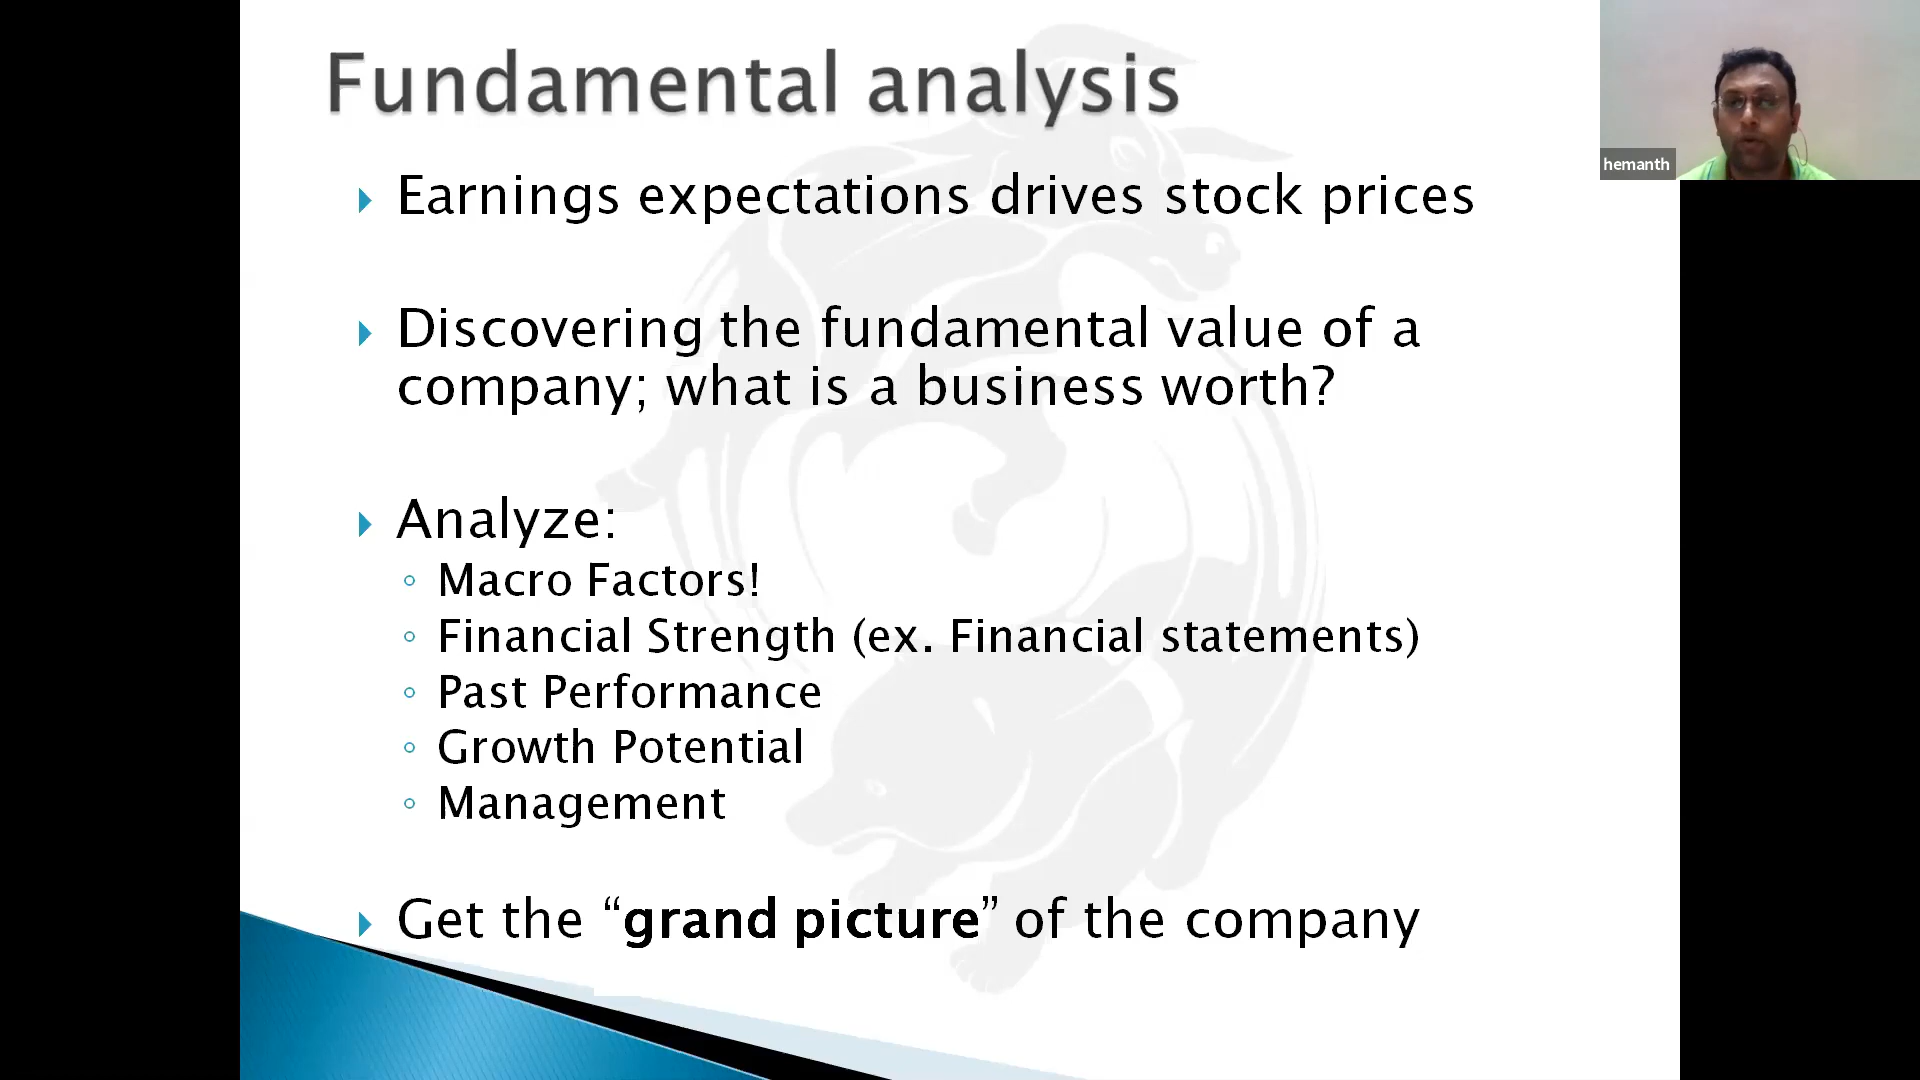 Fundamental analysis
Earnings expectations drives stock prices
Discovering the fundamental value of a
company; what is a business worth?
Analyze:
Macro Factors!
Financial Strength (ex. Financial statements)
Past Performance
Growth Potential
Management
Get the “grand picture” of the company
hemanth